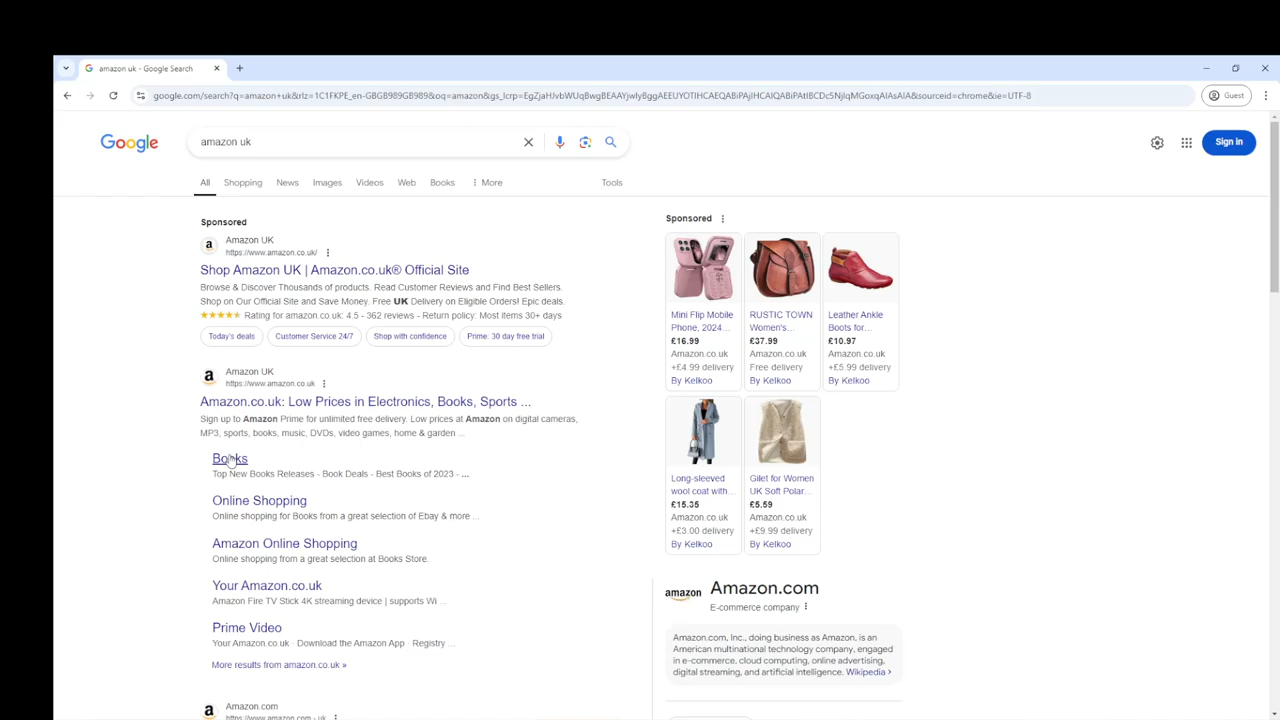 amazon uk - Google Search
Guest
Google
amazon uk
Sign in
All Shopping News Images Videos Web Books More Tools
Sponsored
Amazon UK
https://www.amazon.co.uk/
Shop Amazon UK | Amazon.co.uk® Official Site
Browse & Discover Thousands of products. Read Customer Reviews and Find Best Sellers.
Shop on Our Official Site and Save Money. Free UK Delivery on Eligible Orders! Epic deals.
Rating for amazon.co.uk: 4.5 - 362 reviews - Return policy: Most items 30+ days
Today's deals Customer Service 24/7 Shop with confidence Prime: 30 day free trial
Amazon UK
https://www.amazon.co.uk
Amazon.co.uk: Low Prices in Electronics, Books, Sports ...
Sign up to Amazon Prime for unlimited free delivery. Low prices at Amazon on digital cameras,
MP3, sports, books, music, DVDs, video games, home & garden ...
Books
Top New Books Releases - Book Deals - Best Books of 2023 - ...
Online Shopping
Online shopping for Books from a great selection of Ebay & more ...
Amazon Online Shopping
Online shopping from a great selection at Books Store.
Your Amazon.co.uk
Amazon Fire TV Stick 4K streaming device | supports Wi ...
Prime Video
Your Amazon.co.uk · Download the Amazon App · Registry ...
More results from amazon.co.uk »
Amazon.com
https://www.amazon.com › uk
Sponsored
Mini Flip Mobile
Phone, 2024...
£16.99
Amazon.co.uk
+£4.99 delivery
By Kelkoo
RUSTIC TOWN
Women's...
£37.99
Amazon.co.uk
Free delivery
By Kelkoo
Leather Ankle
Boots for...
£10.97
Amazon.co.uk
+£5.99 delivery
By Kelkoo
Long-sleeved
wool coat with...
£15.35
Amazon.co.uk
+£3.00 delivery
By Kelkoo
Gilet for Women
UK Soft Polar...
£5.59
Amazon.co.uk
+£9.99 delivery
By Kelkoo
amazon
Amazon.com
E-commerce company
Amazon.com, Inc., doing business as Amazon, is an
American multinational technology company, engaged
in e-commerce, cloud computing, online advertising,
digital streaming, and artificial intelligence. Wikipedia ›